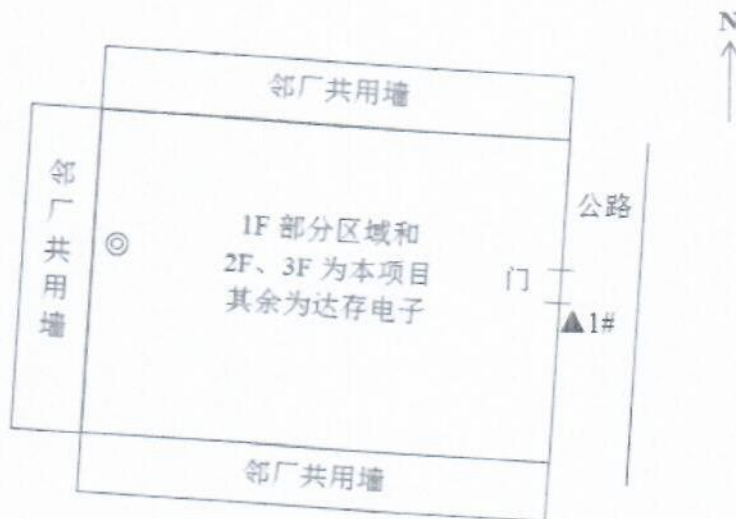 N
邻厂共用墙
邻厂共用墙
公路
1F 部分区域和
2F、3F 为本项目
其余为达存电子
门
▲1#
邻厂共用墙